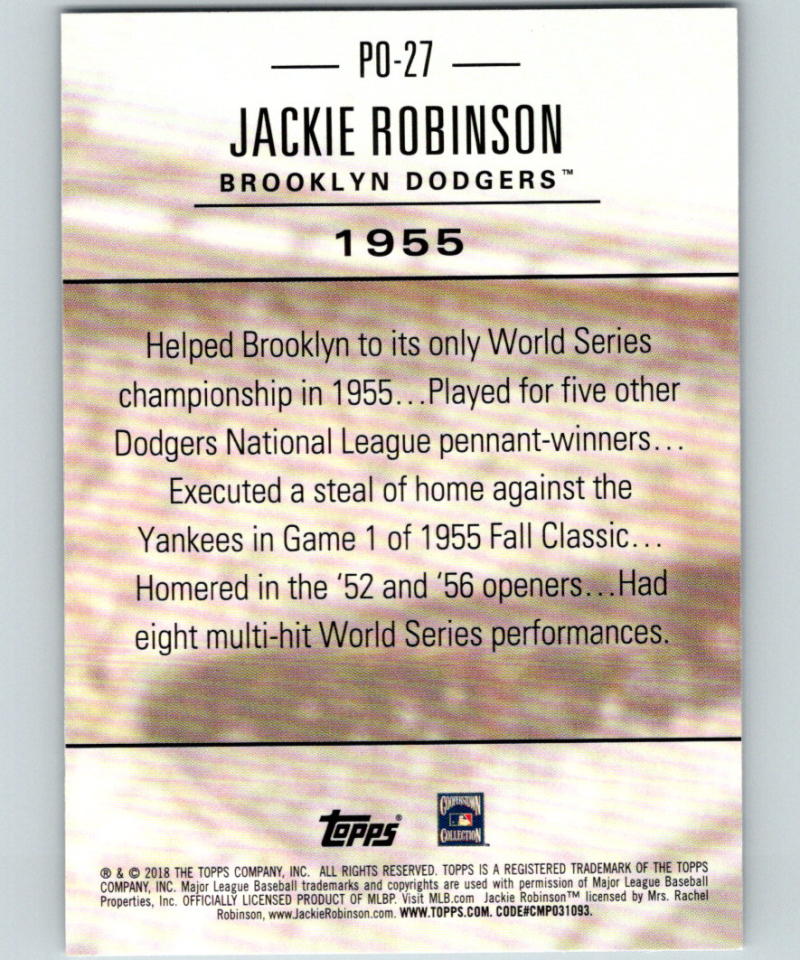 PO-27
JACKIE ROBINSON
BROOKLYN DODGERS™
1955
Helped Brooklyn to its only World Series
championship in 1955...Played for five other
Dodgers National League pennant-winners...
Executed a steal of home against the
Yankees in Game 1 of 1955 Fall Classic...
Homered in the '52 and '56 openers...Had
eight multi-hit World Series performances.
Topps®
COOPERSTOWN
COLLECTION
® & © 2018 THE TOPPS COMPANY, INC. ALL RIGHTS RESERVED. TOPPS IS A REGISTERED TRADEMARK OF THE TOPPS
COMPANY, INC. Major League Baseball trademarks and copyrights are used with permission of Major League Baseball
Properties, Inc. OFFICIALLY LICENSED PRODUCT OF MLBP. Visit MLB.com Jackie Robinson™ licensed by Mrs. Rachel
Robinson, www.JackieRobinson.com. WWW.TOPPS.COM. CODE#CMP031093.